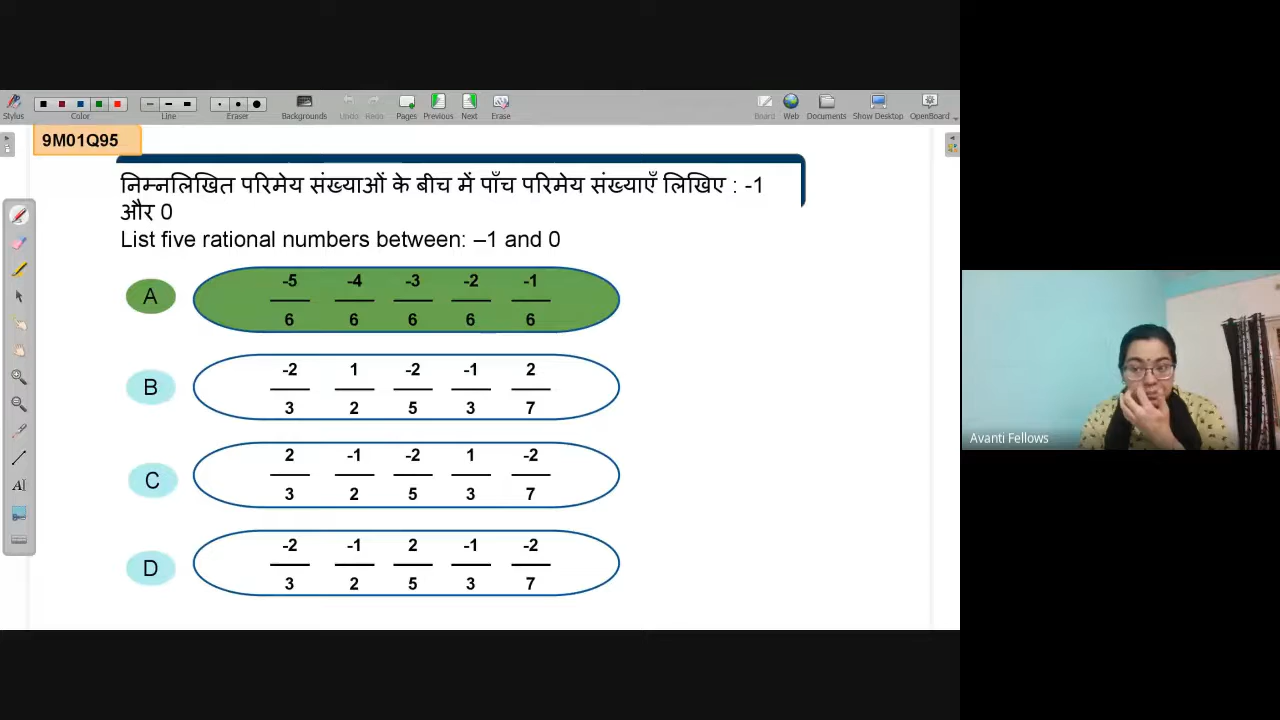 Stylus Color Line Eraser Backgrounds Undo Redo Pages Previous Next Erase Board Web Documents Show Desktop OpenBoard
9M01Q95
निम्नलिखित परिमेय संख्याओं के बीच में पाँच परिमेय संख्याएँ लिखिए : -1
और 0
List five rational numbers between: –1 and 0
A
-5 -4 -3 -2 -1
6 6 6 6 6
B
-2 1 -2 -1 2
3 2 5 3 7
C
2 -1 -2 1 -2
3 2 5 3 7
D
-2 -1 2 -1 -2
3 2 5 3 7
Avanti Fellows